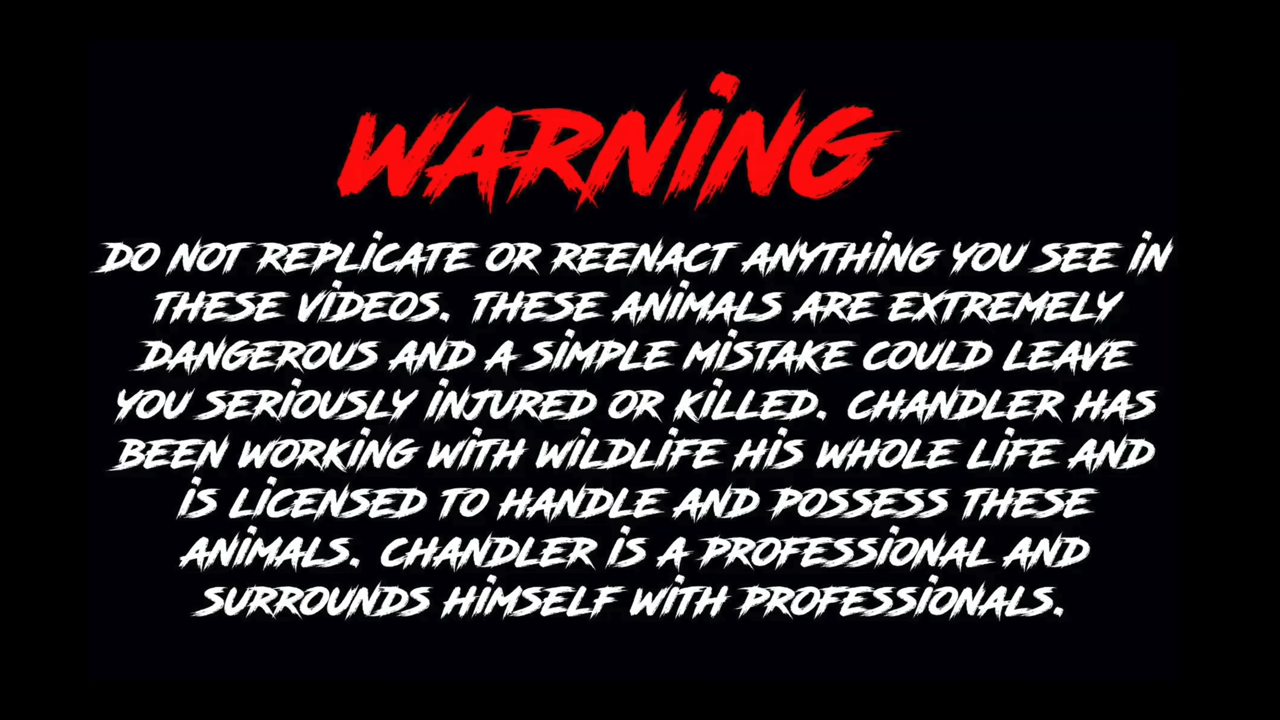 WARNING
DO NOT REPLICATE OR REENACT ANYTHING YOU SEE IN
THESE VIDEOS. THESE ANIMALS ARE EXTREMELY
DANGEROUS AND A SIMPLE MISTAKE COULD LEAVE
YOU SERIOUSLY INJURED OR KILLED. CHANDLER HAS
BEEN WORKING WITH WILDLIFE HIS WHOLE LIFE AND
IS LICENSED TO HANDLE AND POSSESS THESE
ANIMALS. CHANDLER IS A PROFESSIONAL AND
SURROUNDS HIMSELF WITH PROFESSIONALS.